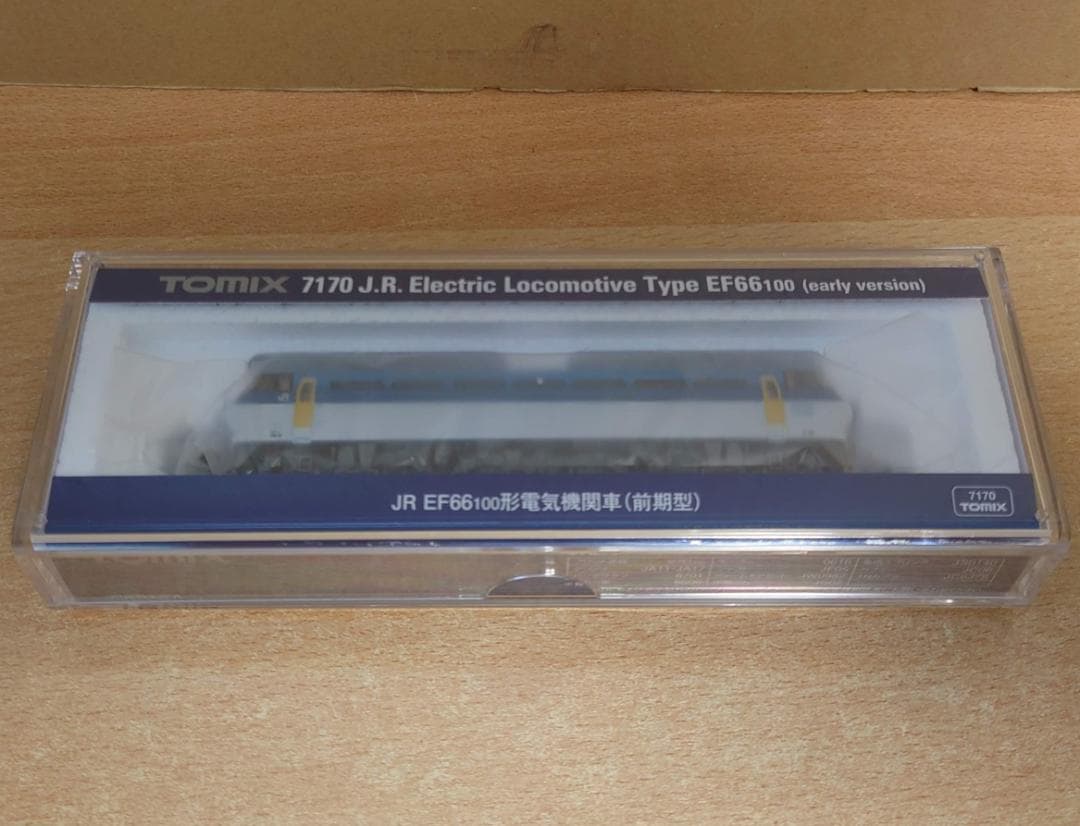 TOMIX 7170 J.R. Electric Locomotive Type EF66100 (early version)
JR EF66100形電気機関車(前期型)
7170
TOMIX